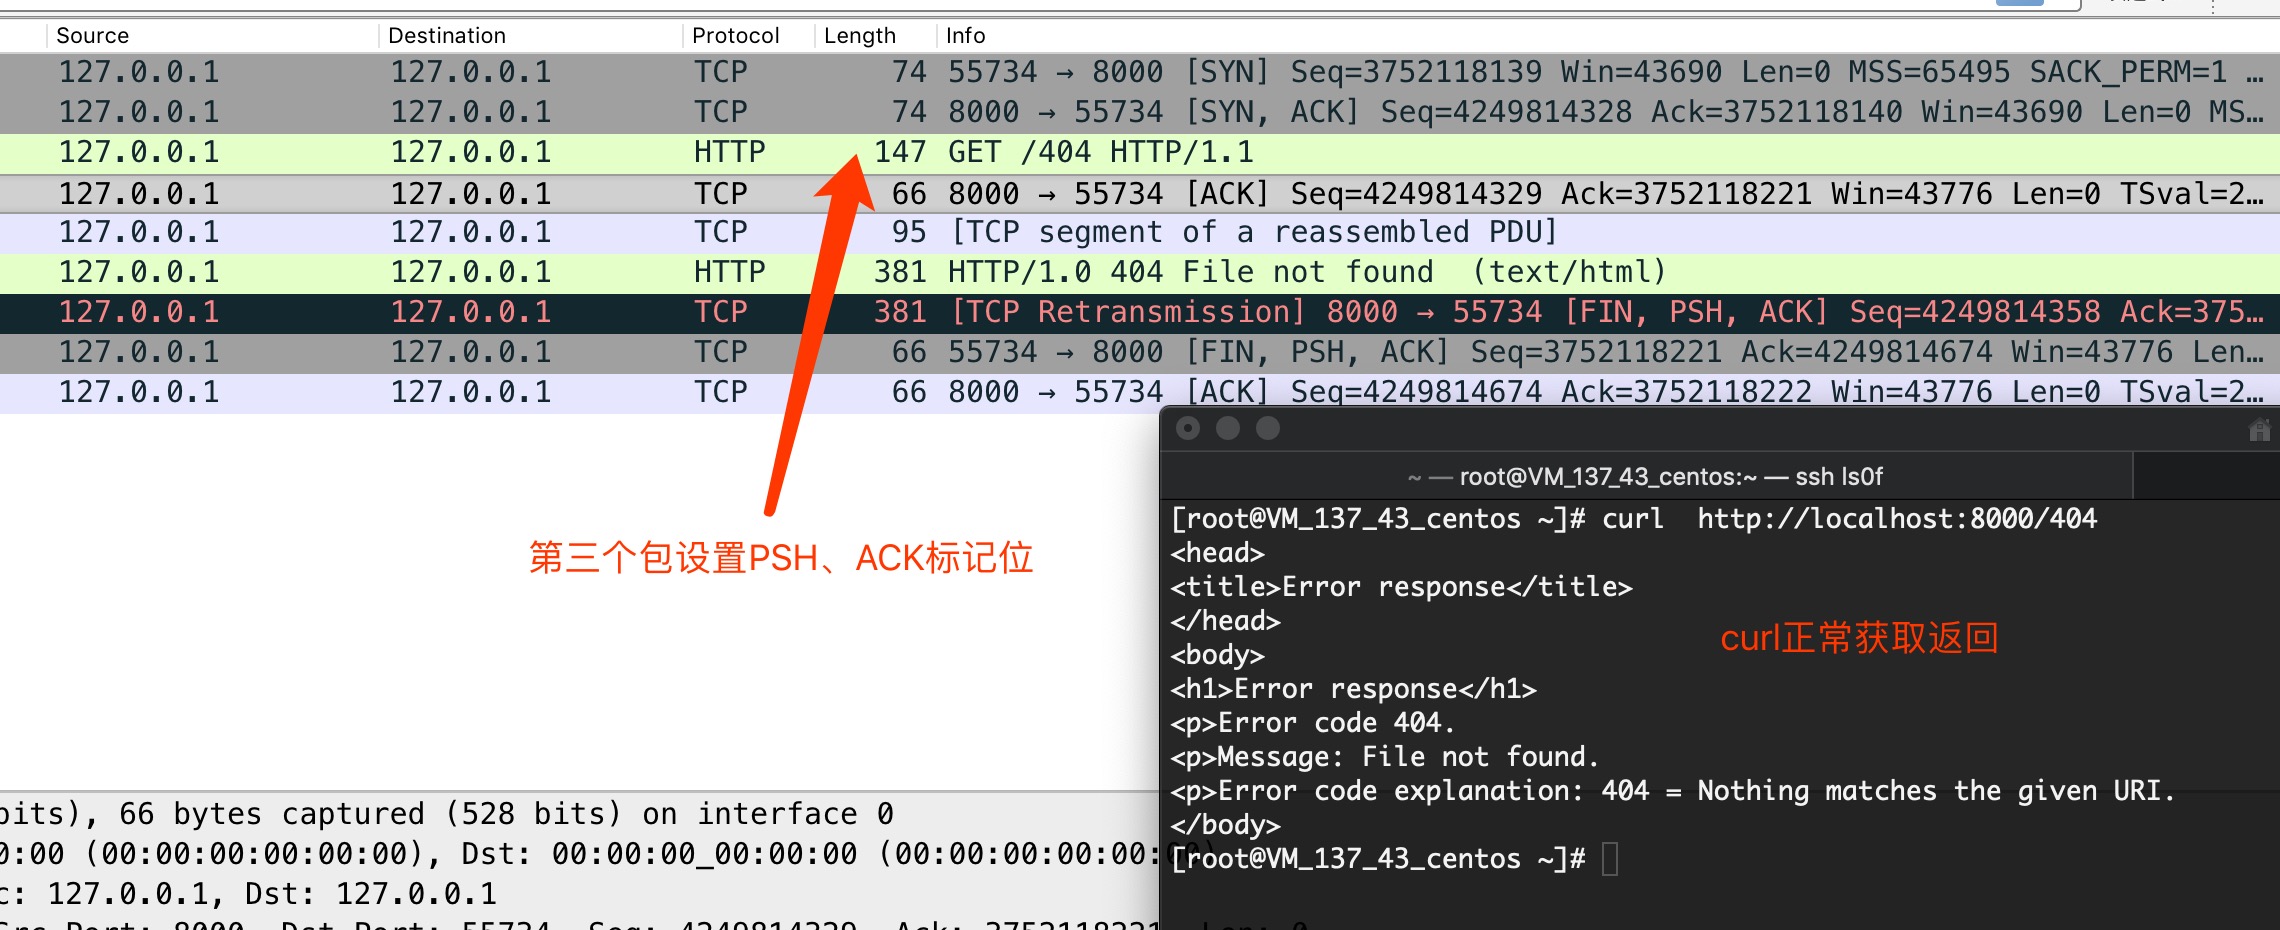 Source Destination Protocol Length Info
127.0.0.1 127.0.0.1 TCP 74 55734 → 8000 [SYN] Seq=3752118139 Win=43690 Len=0 MSS=65495 SACK_PERM=1 …
127.0.0.1 127.0.0.1 TCP 74 8000 → 55734 [SYN, ACK] Seq=4249814328 Ack=3752118140 Win=43690 Len=0 MS…
127.0.0.1 127.0.0.1 HTTP 147 GET /404 HTTP/1.1
127.0.0.1 127.0.0.1 TCP 66 8000 → 55734 [ACK] Seq=4249814329 Ack=3752118221 Win=43776 Len=0 TSval=2…
127.0.0.1 127.0.0.1 TCP 95 [TCP segment of a reassembled PDU]
127.0.0.1 127.0.0.1 HTTP 381 HTTP/1.0 404 File not found (text/html)
127.0.0.1 127.0.0.1 TCP 381 [TCP Retransmission] 8000 → 55734 [FIN, PSH, ACK] Seq=4249814358 Ack=375…
127.0.0.1 127.0.0.1 TCP 66 55734 → 8000 [FIN, PSH, ACK] Seq=3752118221 Ack=4249814674 Win=43776 Len…
127.0.0.1 127.0.0.1 TCP 66 8000 → 55734 [ACK] Seq=4249814674 Ack=3752118222 Win=43776 Len=0 TSval=2…
第三个包设置PSH、ACK标记位
~ — root@VM_137_43_centos:~ — ssh ls0f
[root@VM_137_43_centos ~]# curl http://localhost:8000/404
<head>
<title>Error response</title>
</head>
<body>
<h1>Error response</h1>
<p>Error code 404.
<p>Message: File not found.
<p>Error code explanation: 404 = Nothing matches the given URI.
</body>
[root@VM_137_43_centos ~]#
curl正常获取返回
bits), 66 bytes captured (528 bits) on interface 0
0:00 (00:00:00:00:00:00), Dst: 00:00:00_00:00:00 (00:00:00:00:00:00)
c: 127.0.0.1, Dst: 127.0.0.1
Src Port: 8000, Dst Port: 55734, Seq: 4249814329, Ack: 3752118221, Len: 0